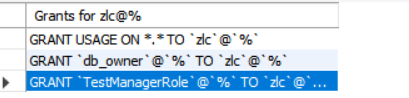 Grants for zlc@%
GRANT USAGE ON *.* TO `zlc`@`%`
GRANT `db_owner`@`%` TO `zlc`@`%`
GRANT `TestManagerRole`@`%` TO `zlc`@`...